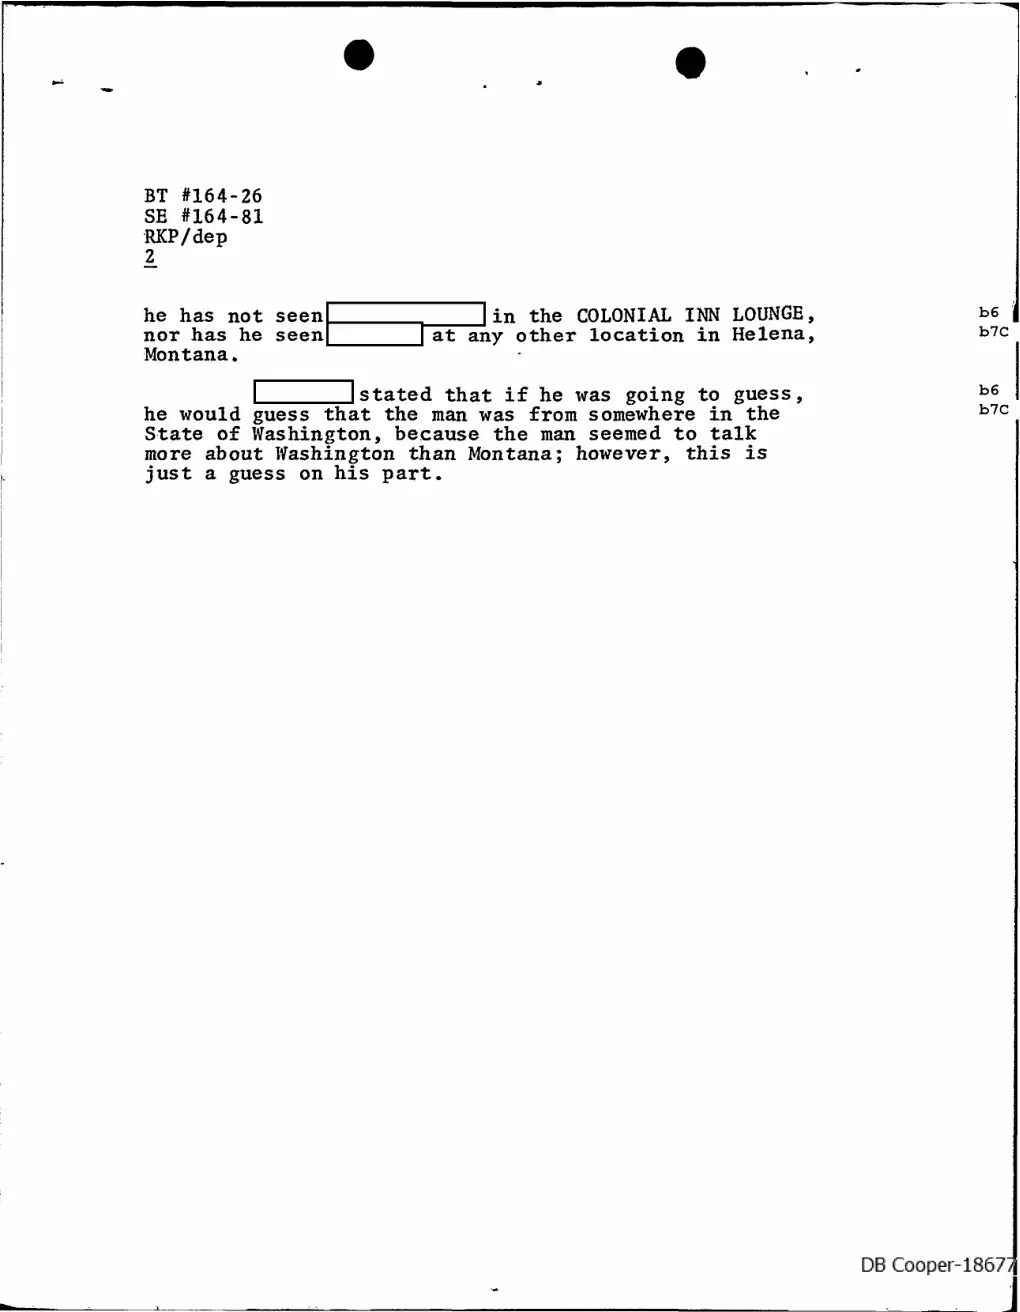 BT #164-26
SE #164-81
RKP/dep
2
he has not seen in the COLONIAL INN LOUNGE, b6
nor has he seen at any other location in Helena, b7C
Montana.
stated that if he was going to guess, b6
he would guess that the man was from somewhere in the b7C
State of Washington, because the man seemed to talk
more about Washington than Montana; however, this is
just a guess on his part.
DB Cooper-18677